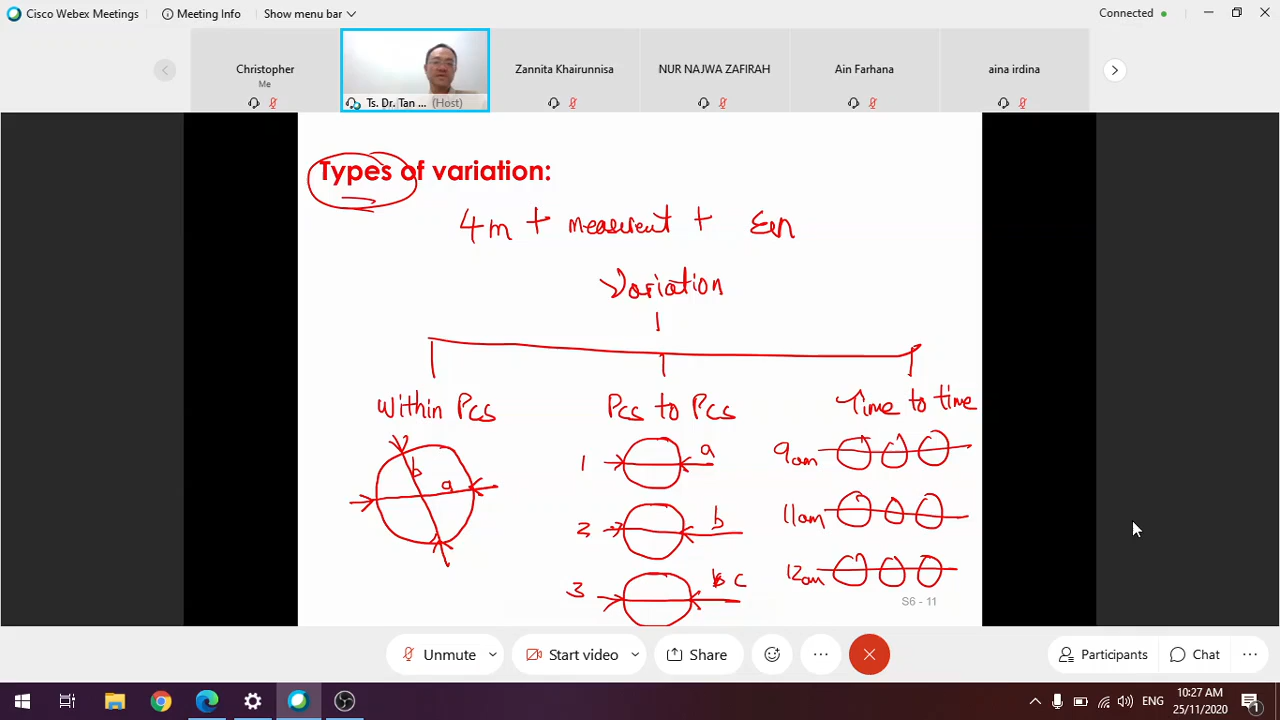 Cisco Webex Meetings Meeting Info Show menu bar Connected
Christopher
Me
Ts. Dr. Tan ... (Host)
Zannita Khairunnisa
NUR NAJWA ZAFIRAH
Ain Farhana
aina irdina
Types of variation:
4m + measurement +
Variation
Within Pcs Pcs to Pcs Time to time
b
a
1 a
2 b
3 c
9am
11am
12am
S6 - 11
Unmute Start video Share ... Participants Chat ...
ENG
10:27 AM
25/11/2020
1